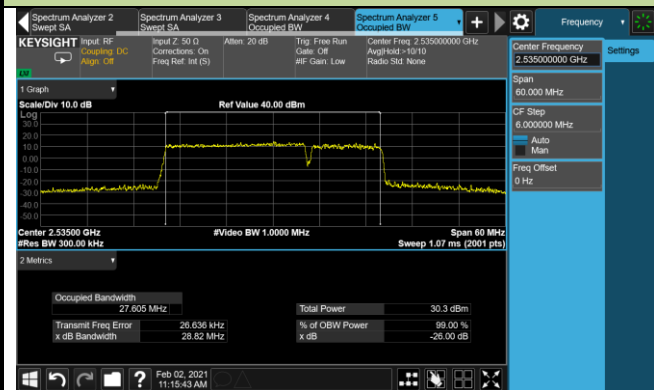 Spectrum Analyzer 2
Swept SA
Spectrum Analyzer 3
Swept SA
Spectrum Analyzer 4
Occupied BW
Spectrum Analyzer 5
Occupied BW
Frequency
KEYSIGHT
Input: RF
Coupling: DC
Align: Off
Input Z: 50 Ω
Corrections: On
Freq Ref: Int (S)
Atten: 20 dB
Trig: Free Run
Gate: Off
#IF Gain: Low
Center Freq: 2.535000000 GHz
Avg|Hold:>10/10
Radio Std: None
Center Frequency
2.535000000 GHz
Settings
Span
60.000 MHz
CF Step
6.000000 MHz
Auto
Man
Freq Offset
0 Hz
1 Graph
Scale/Div 10.0 dB
Ref Value 40.00 dBm
Log
30.0
20.0
10.0
0.00
-10.0
-20.0
-30.0
-40.0
-50.0
Center 2.53500 GHz
#Video BW 1.0000 MHz
Span 60 MHz
#Res BW 300.00 kHz
Sweep 1.07 ms (2001 pts)
2 Metrics
Occupied Bandwidth
27.605 MHz
Total Power
30.3 dBm
Transmit Freq Error
26.636 kHz
% of OBW Power
99.00 %
x dB Bandwidth
28.82 MHz
x dB
-26.00 dB
?
Feb 02, 2021
11:15:43 AM